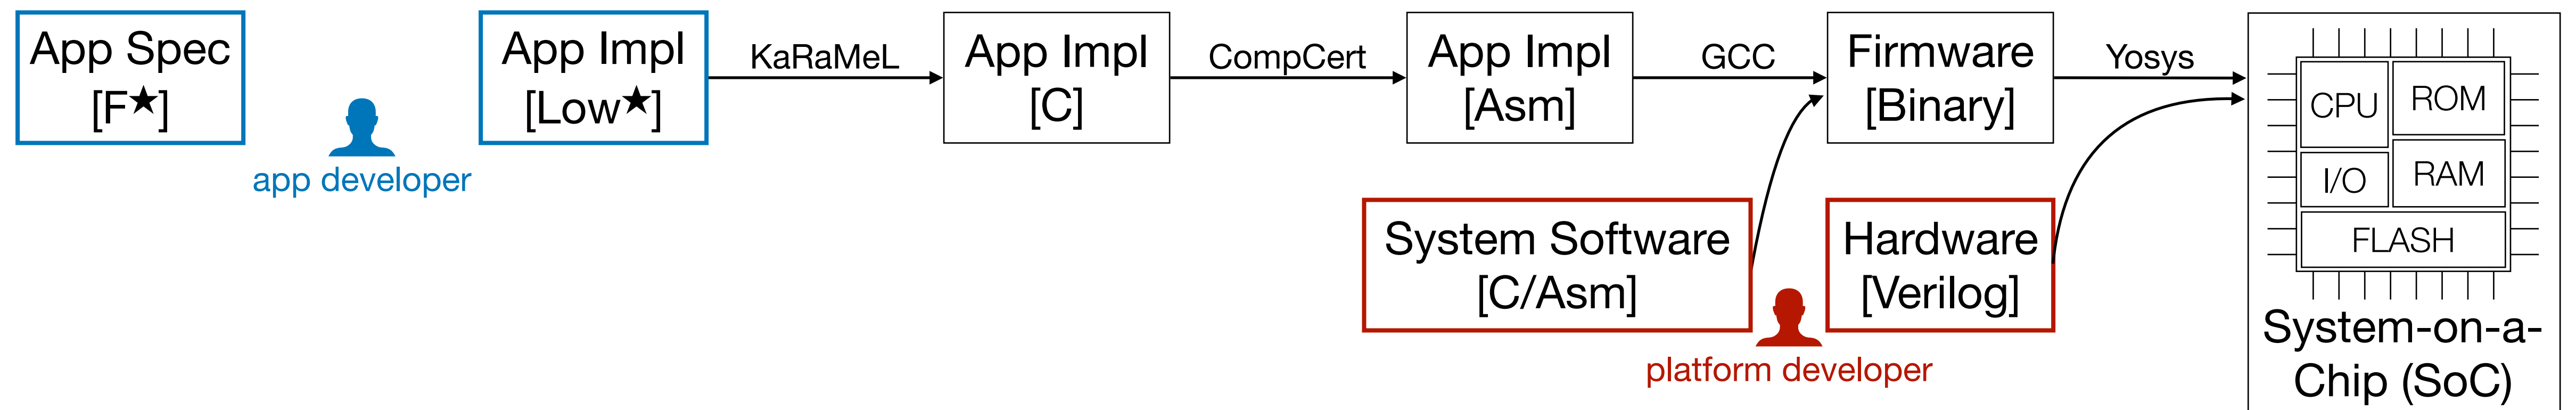 App Spec
[F★]
app developer
App Impl
[Low★]
KaRaMeL
App Impl
[C]
CompCert
App Impl
[Asm]
GCC
Firmware
[Binary]
Yosys
System Software
[C/Asm]
platform developer
Hardware
[Verilog]
CPU
ROM
I/O
RAM
FLASH
System-on-a-
Chip (SoC)